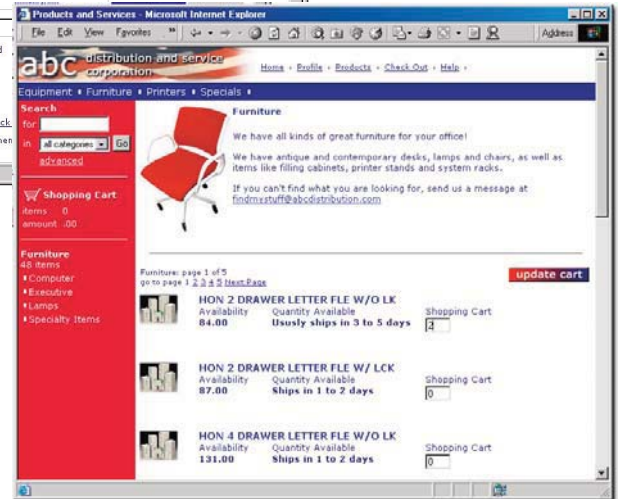 Products and Services - Microsoft Internet Explorer
File Edit View Favorites » Address
abc distribution and service corporation
Home • Profile • Products • Check Out • Help •
Equipment • Furniture • Printers • Specials •
Search
for
in all categories Go
advanced
Shopping Cart
items 0
amount .00
Furniture
48 items
Computer
Executive
Lamps
Specialty Items
Furniture
We have all kinds of great furniture for your office!
We have antique and contemporary desks, lamps and chairs, as well as
items like filling cabinets, printer stands and system racks.
If you can't find what you are looking for, send us a message at
findmystuff@abcdistribution.com
Furniture: page 1 of 5
go to page 1 2 3 4 5 Next Page
update cart
HON 2 DRAWER LETTER FLE W/O LK
Availability Quantity Available Shopping Cart
84.00 Ususly ships in 3 to 5 days 2
HON 2 DRAWER LETTER FLE W/ LCK
Availability Quantity Available Shopping Cart
87.00 Ships in 1 to 2 days 0
HON 4 DRAWER LETTER FLE W/O LK
Availability Quantity Available Shopping Cart
131.00 Ships in 1 to 2 days 0